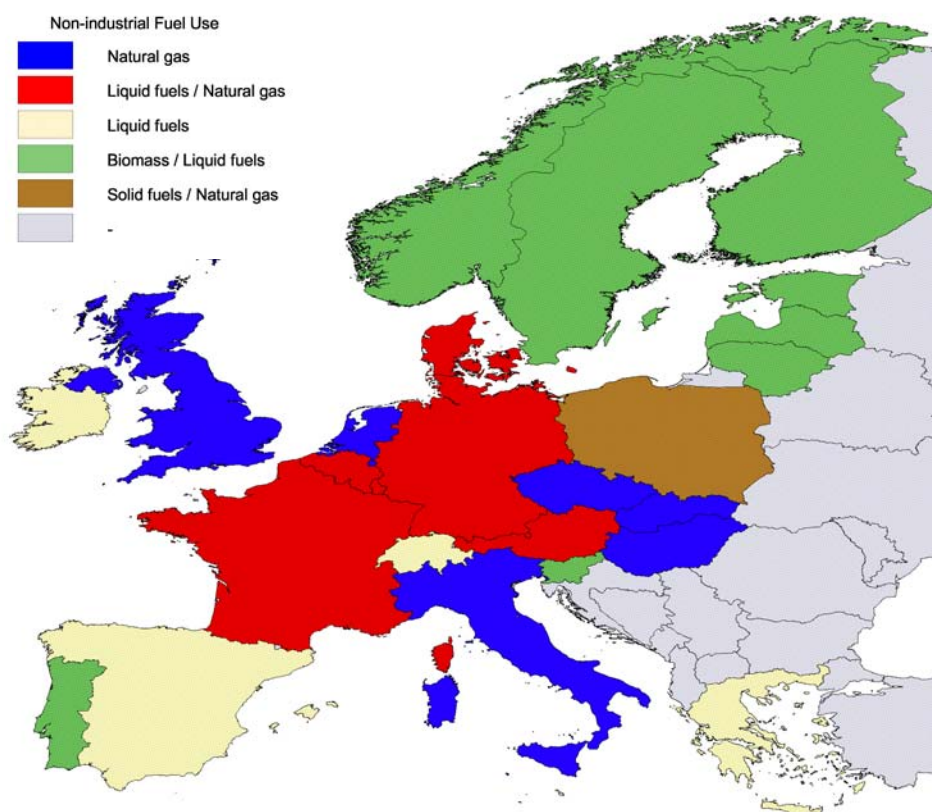 Non-industrial Fuel Use
Natural gas
Liquid fuels / Natural gas
Liquid fuels
Biomass / Liquid fuels
Solid fuels / Natural gas
-